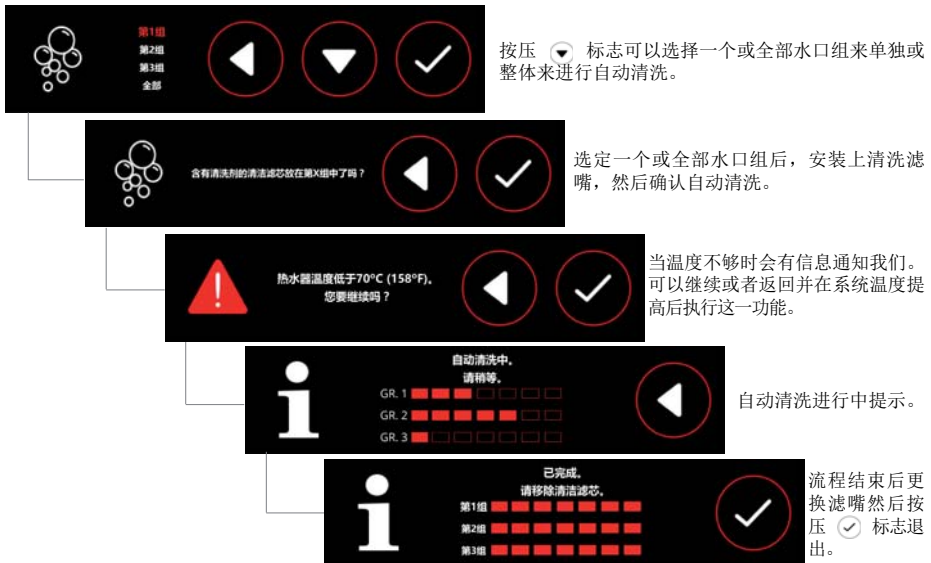 第1组
第2组
第3组
全部
按压 标志可以选择一个或全部水口组来单独或
整体来进行自动清洗。
含有清洗剂的清洁滤芯放在第X组中了吗？
选定一个或全部水口组后，安装上清洗滤
嘴，然后确认自动清洗。
热水器温度低于70°C (158°F)。
您要继续吗？
当温度不够时会有信息通知我们。
可以继续或者返回并在系统温度提
高后执行这一功能。
自动清洗中。
请稍等。
GR. 1
GR. 2
GR. 3
自动清洗进行中提示。
已完成。
请移除清洁滤芯。
第1组
第2组
第3组
流程结束后更
换滤嘴然后按
压 标志退
出。